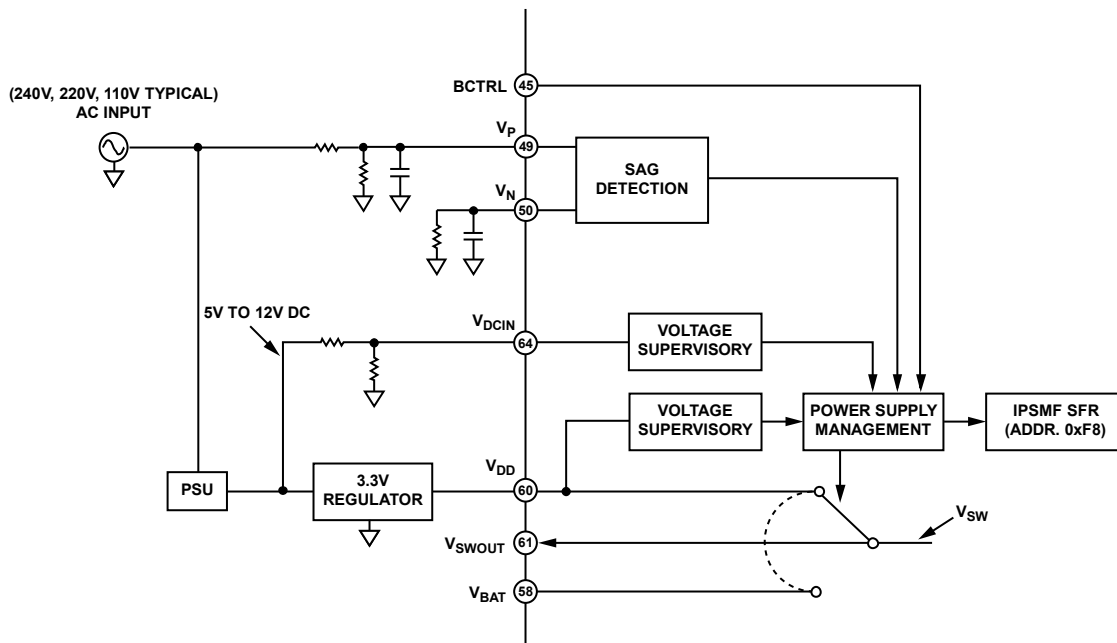 BCTRL
45
(240V, 220V, 110V TYPICAL)
AC INPUT
VP
49
SAG
DETECTION
VN
50
5V TO 12V DC
VDCIN
64
VOLTAGE
SUPERVISORY
VOLTAGE
SUPERVISORY
POWER SUPPLY
MANAGEMENT
IPSMF SFR
(ADDR. 0xF8)
PSU
3.3V
REGULATOR
VDD
60
VSW
VSWOUT
61
VBAT
58